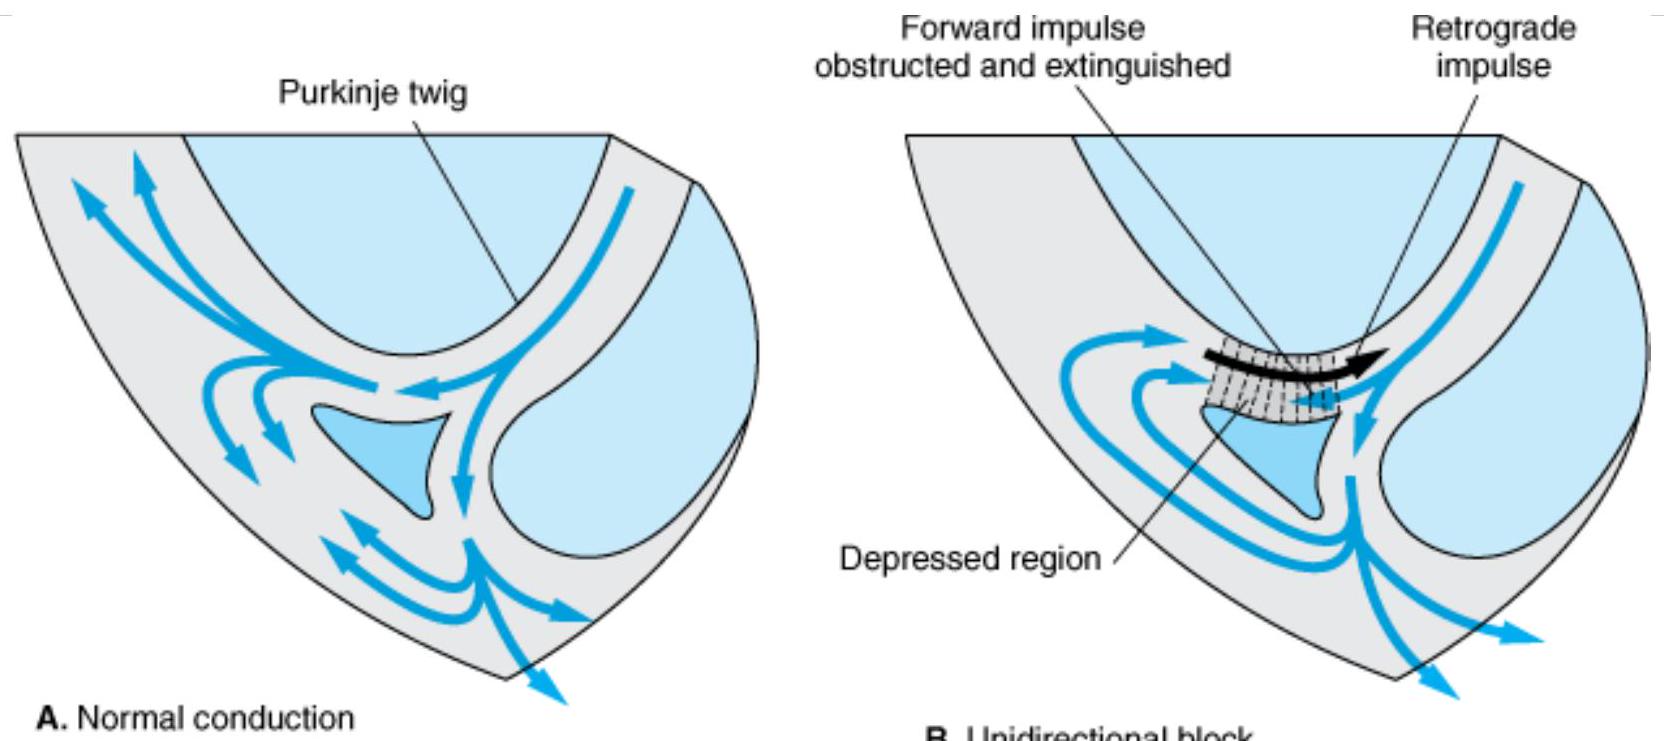 Purkinje twig
Forward impulse
obstructed and extinguished
Retrograde
impulse
Depressed region
A. Normal conduction
B. Unidirectional block